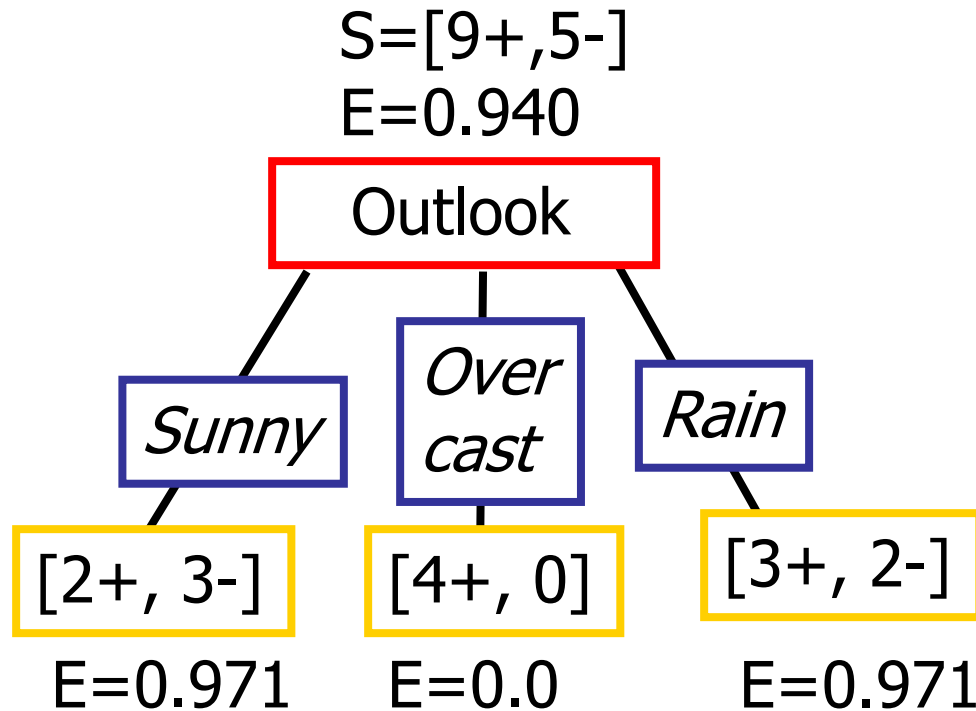 S=[9+,5-]
E=0.940
Outlook
Sunny
Over
cast
Rain
[2+, 3-]
[4+, 0]
[3+, 2-]
E=0.971
E=0.0
E=0.971